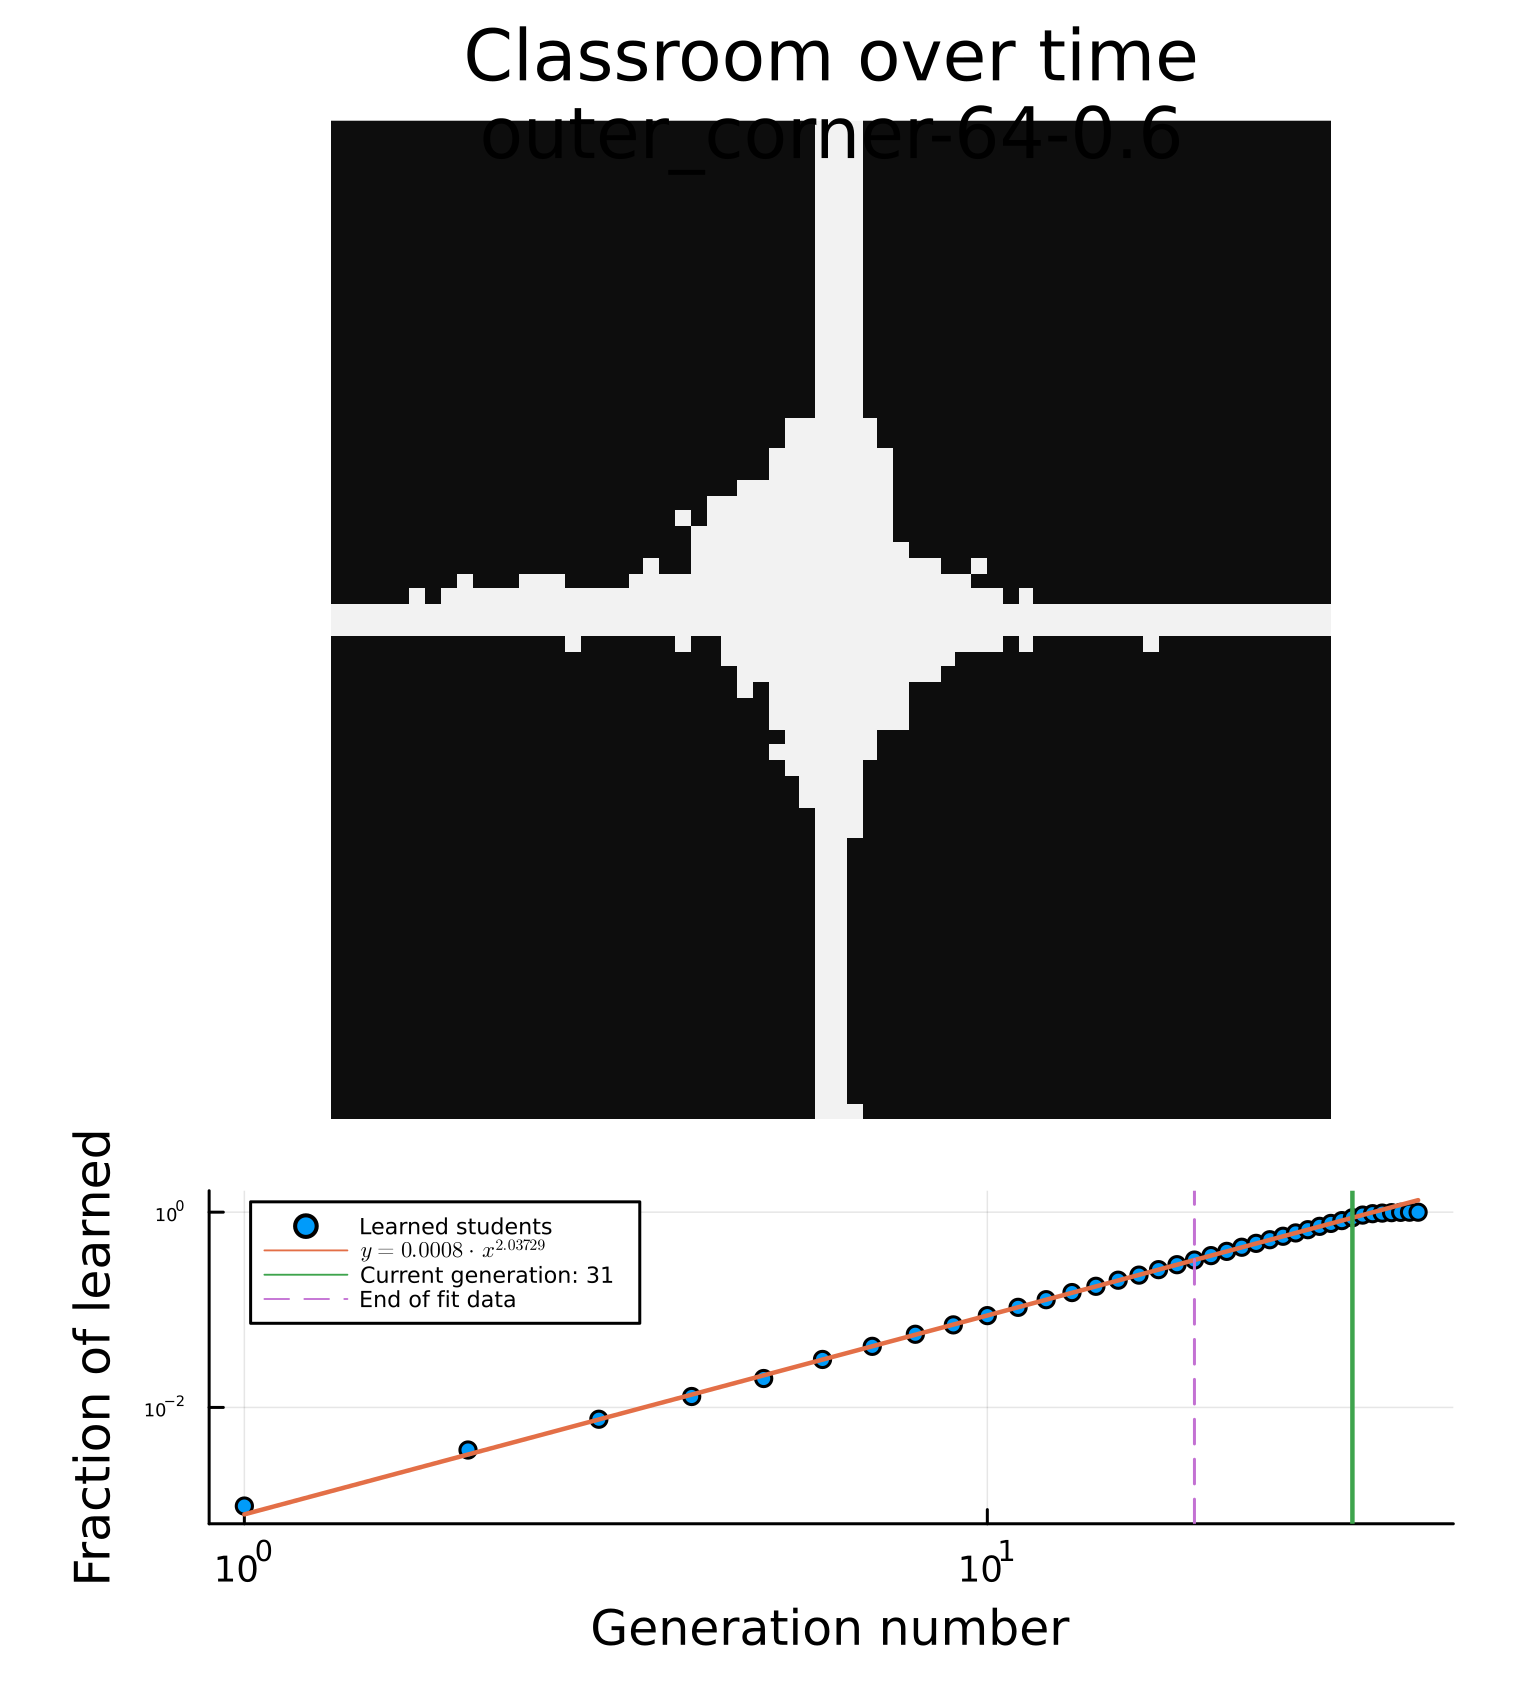 Classroom over time
outer_corner-64-0.6
Fraction of learned
10⁰
10⁻²
Learned students
y = 0.0008 · x^2.03729
Current generation: 31
End of fit data
10⁰
10¹
Generation number